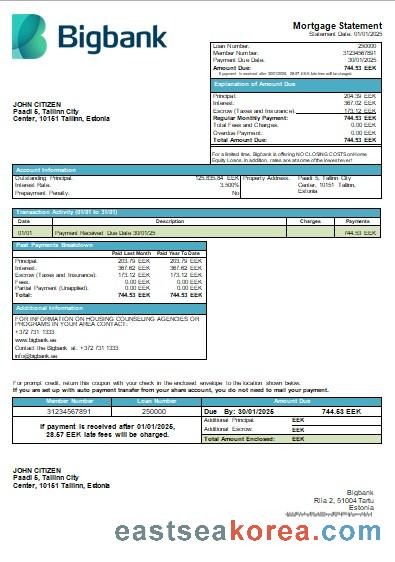 Bigbank
Mortgage Statement
Statement Date: 01/01/2025
Loan Number. 250000
Member Number. 31234567891
Payment Due Date. 30/01/2025
Amount Due: 744.53 EEK
If payment is received after 30/01/2025, 28.57 EEK late fees will be charged.
JOHN CITIZEN
Paadi 5, Tallinn City
Center, 10151 Tallinn, Estonia
Explanation of Amount Due
Principal. 204.39 EEK
Interest. 367.02 EEK
Escrow (Taxes and Insurance). 173.12 EEK
Regular Monthly Payment: 744.53 EEK
Total Fees and Charges. 0.00 EEK
Overdue Payment. 0.00 EEK
Total Amount Due: 744.53 EEK
For a limited time, Bigbank is offering NO CLOSING COSTS on Home
Equity Loans. In addition, rates are at some of the lowest ever!
Account Information
Outstanding Principal. 125,835.84 EEK Property Address. Paadi 5, Tallinn City
Interest Rate. 3.500% Center, 10151 Tallinn,
Prepayment Penalty. No Estonia
Transaction Activity (01/01 to 31/01)
Date Description Charges Payments
01/01 Payment Received Due Date 30/01/25 744.53 EEK
Past Payments Breakdown
Paid Last Month Paid Year To Date
Principal. 203.79 EEK 203.79 EEK
Interest. 367.62 EEK 367.62 EEK
Escrow (Taxes and Insurance). 173.12 EEK 173.12 EEK
Fees: 0.00 EEK 0.00 EEK
Partial Payment (Unapplied). 0.00 EEK 0.00 EEK
Total: 744.53 EEK 744.53 EEK
Additional Information
FOR INFORMATION ON HOUSING COUNSELING AGENCIES OR
PROGRAMS IN YOUR AREA CONTACT:
+372 731 1333
www.bigbank.ee
Contact the Bigbank at. +372 731 1333
info@bigbank.ee
For prompt credit, return this coupon with your check in the enclosed envelope to the location shown below.
If you are set up with auto payment transfer from your share account, you do not need to mail your payment.
Member Number Loan Number Amount Due
31234567891 250000 Due By: 30/01/2025 744.53 EEK
If payment is received after 01/01/2025,
28.57 EEK late fees will be charged.
Additional Principal. EEK
Additional Escrow. EEK
Total Amount Enclosed: EEK
JOHN CITIZEN
Paadi 5, Tallinn City
Center, 10151 Tallinn, Estonia
Bigbank
Riia 2, 51004 Tartu
Estonia
eastseakorea.com